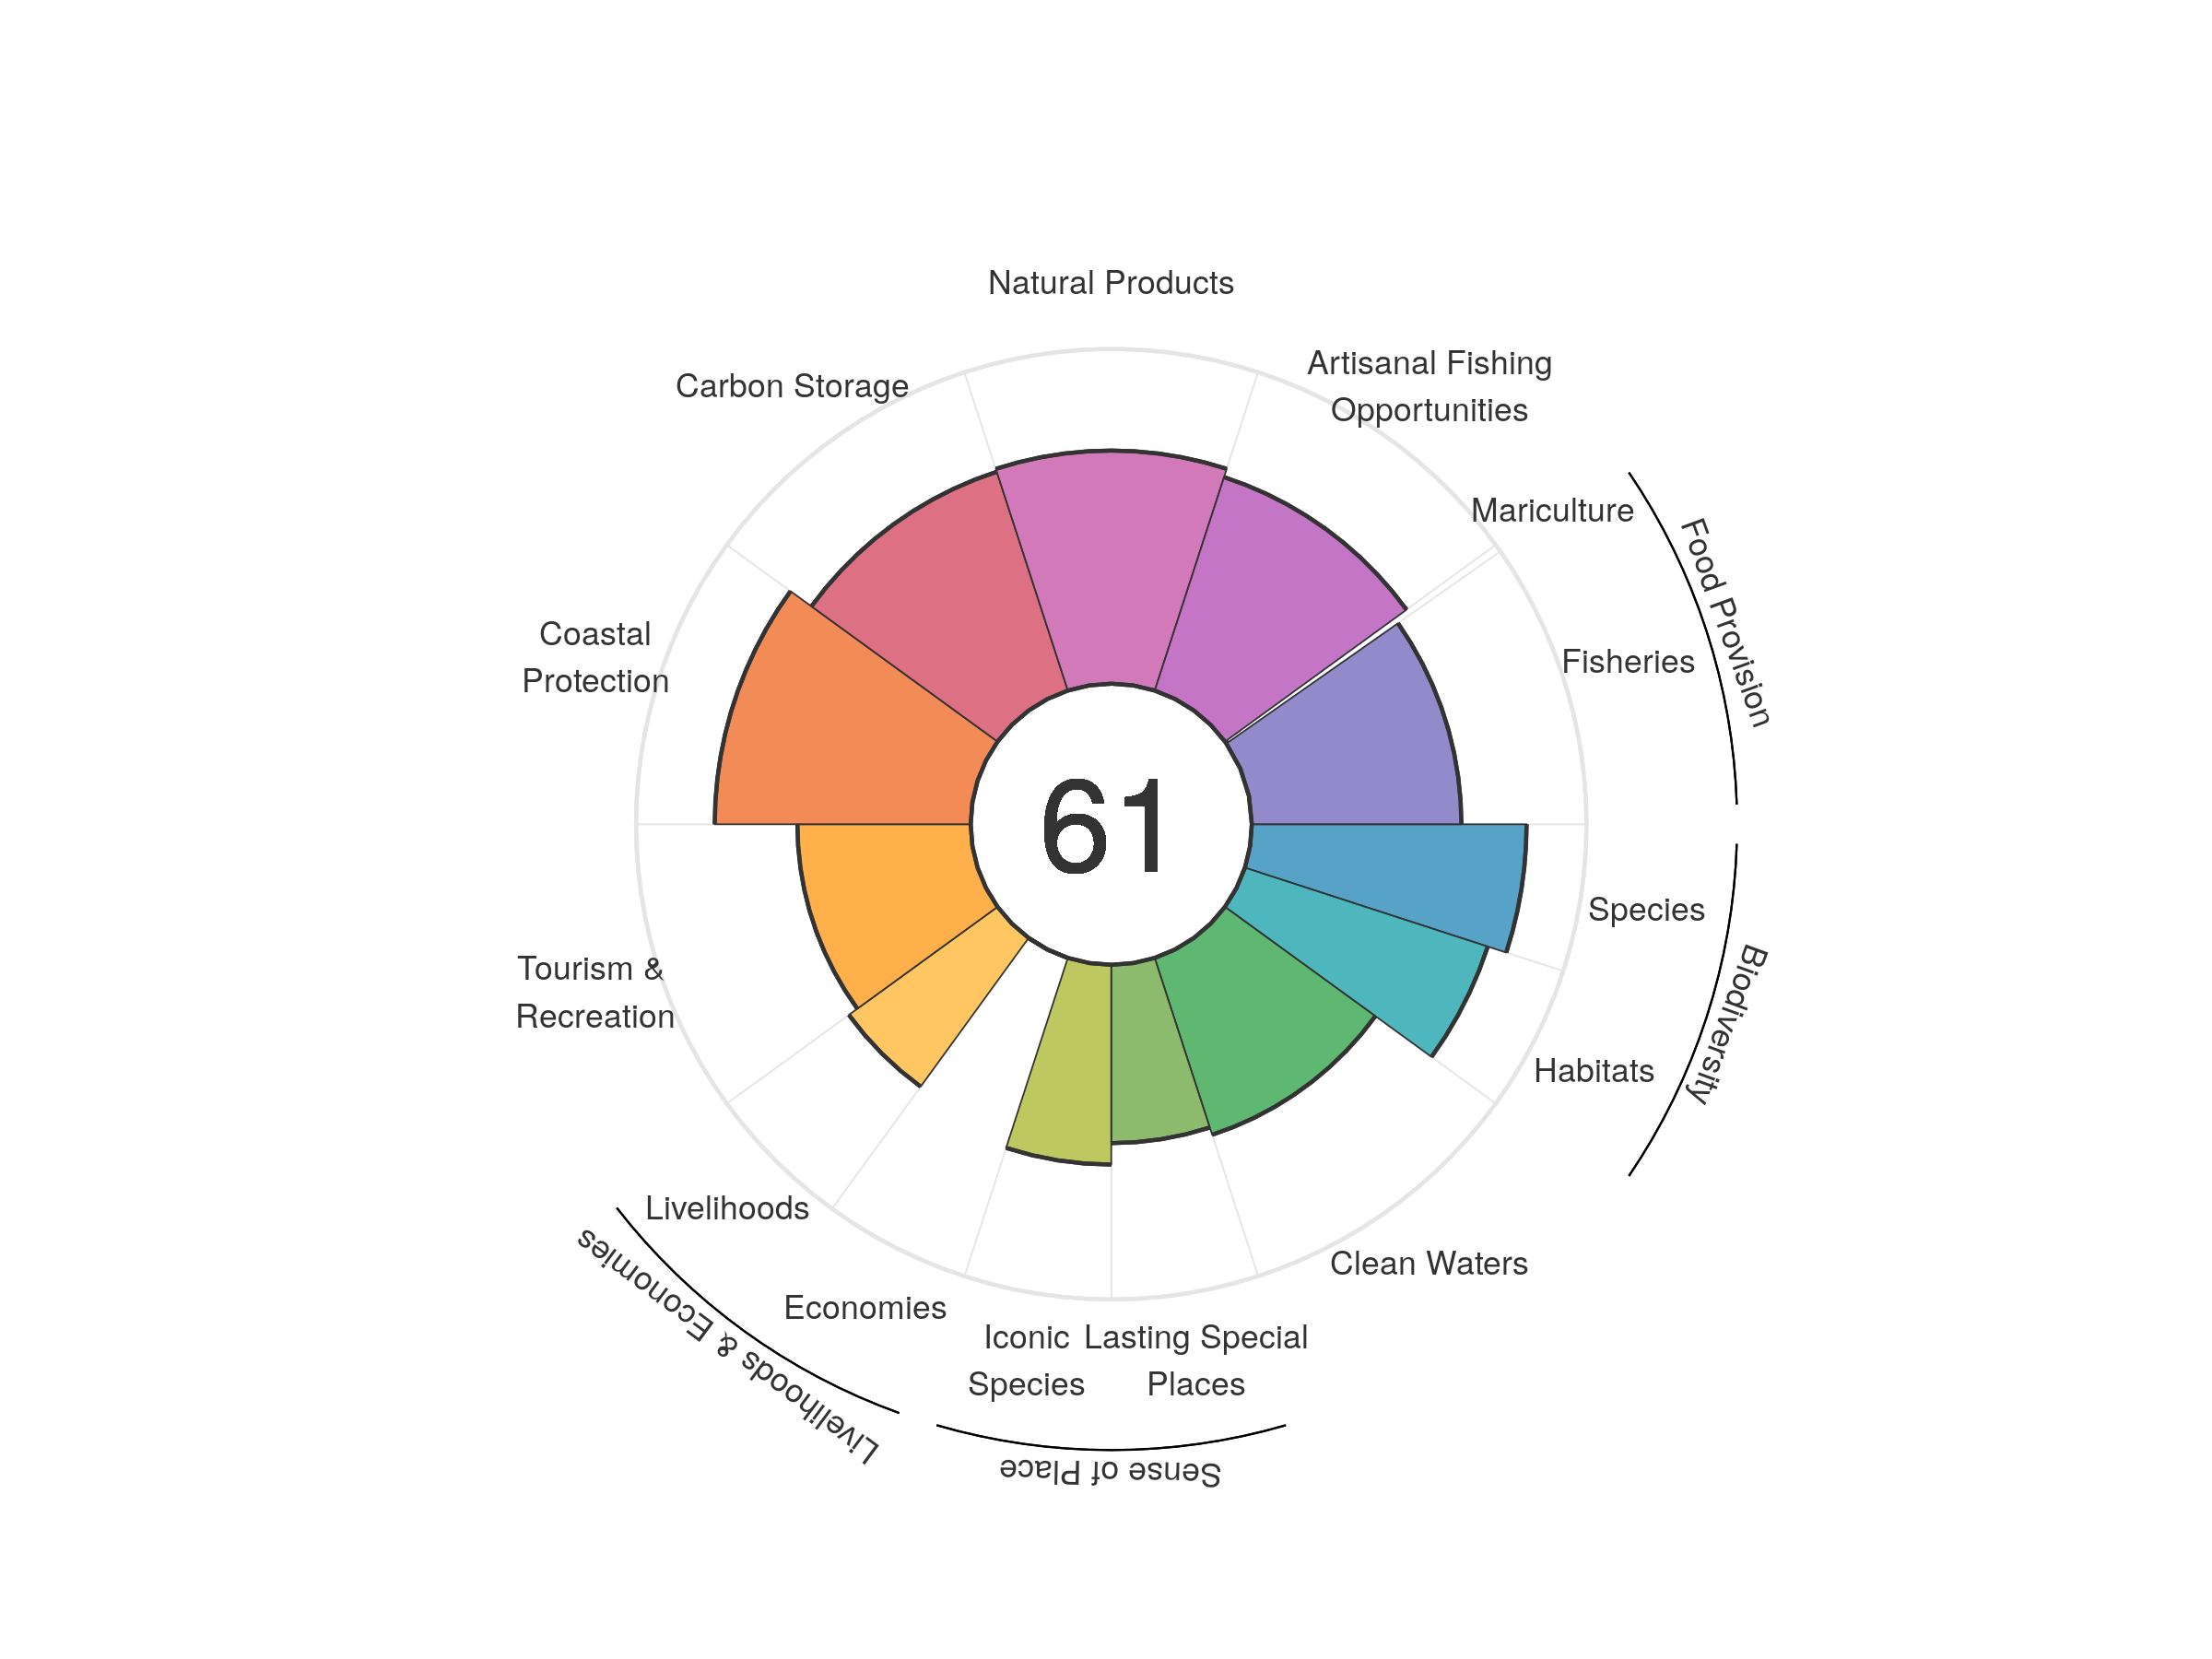 Natural Products
Artisanal Fishing
Opportunities
Carbon Storage
Mariculture
Food Provision
Coastal
Protection
Fisheries
61
Species
Biodiversity
Tourism &
Recreation
Habitats
Livelihoods
Clean Waters
Livelihoods & Economies
Economies
Iconic
Species
Lasting Special
Places
Sense of Place